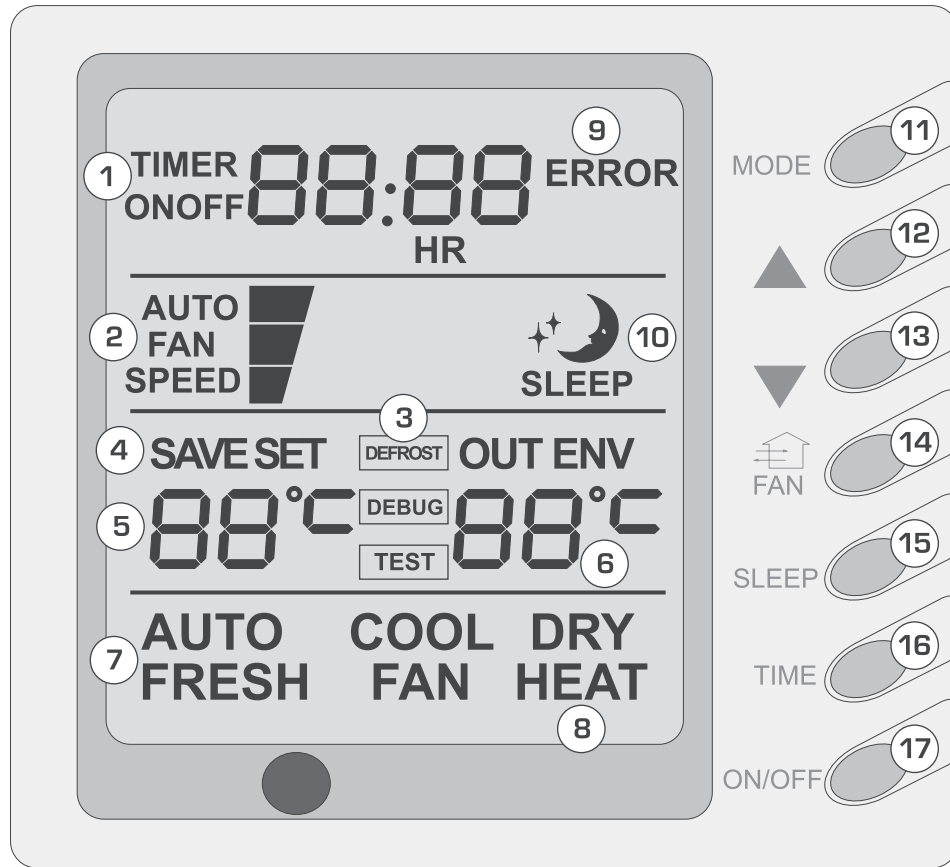 9
11
1
TIMER
ONOFF
88:88
ERROR
MODE
HR
12
2
AUTO
FAN
SPEED
10
SLEEP
13
3
4
SAVE SET
DEFROST
OUT ENV
14
FAN
5
88°C
DEBUG
88°C
TEST
6
15
SLEEP
7
AUTO COOL DRY
FRESH FAN HEAT
8
16
TIME
17
ON/OFF